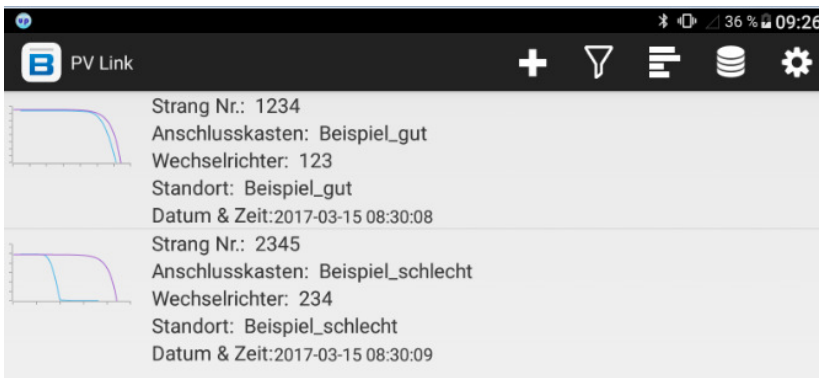 up 36 % 09:26
B PV Link
Strang Nr.: 1234
Anschlusskasten: Beispiel_gut
Wechselrichter: 123
Standort: Beispiel_gut
Datum & Zeit:2017-03-15 08:30:08
Strang Nr.: 2345
Anschlusskasten: Beispiel_schlecht
Wechselrichter: 234
Standort: Beispiel_schlecht
Datum & Zeit:2017-03-15 08:30:09